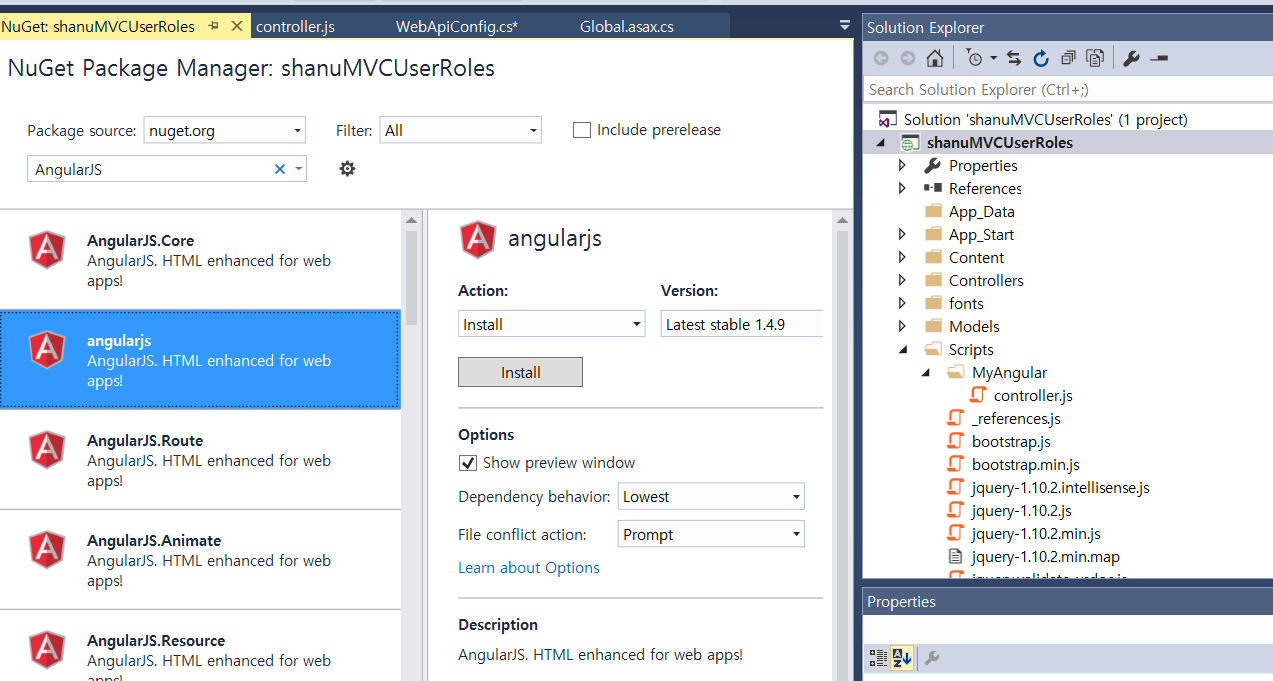 NuGet: shanuMVCUserRoles
controller.js
WebApiConfig.cs*
Global.asax.cs
NuGet Package Manager: shanuMVCUserRoles
Package source: nuget.org
Filter: All
Include prerelease
AngularJS
AngularJS.Core
AngularJS. HTML enhanced for web
apps!
angularjs
AngularJS. HTML enhanced for web
apps!
AngularJS.Route
AngularJS. HTML enhanced for web
apps!
AngularJS.Animate
AngularJS. HTML enhanced for web
apps!
AngularJS.Resource
AngularJS. HTML enhanced for web
apps!
angularjs
Action:
Version:
Install
Latest stable 1.4.9
Install
Options
Show preview window
Dependency behavior: Lowest
File conflict action: Prompt
Learn about Options
Description
AngularJS. HTML enhanced for web apps!
Solution Explorer
Search Solution Explorer (Ctrl+;)
Solution 'shanuMVCUserRoles' (1 project)
shanuMVCUserRoles
Properties
References
App_Data
App_Start
Content
Controllers
fonts
Models
Scripts
MyAngular
controller.js
_references.js
bootstrap.js
bootstrap.min.js
jquery-1.10.2.intellisense.js
jquery-1.10.2.js
jquery-1.10.2.min.js
jquery-1.10.2.min.map
Properties